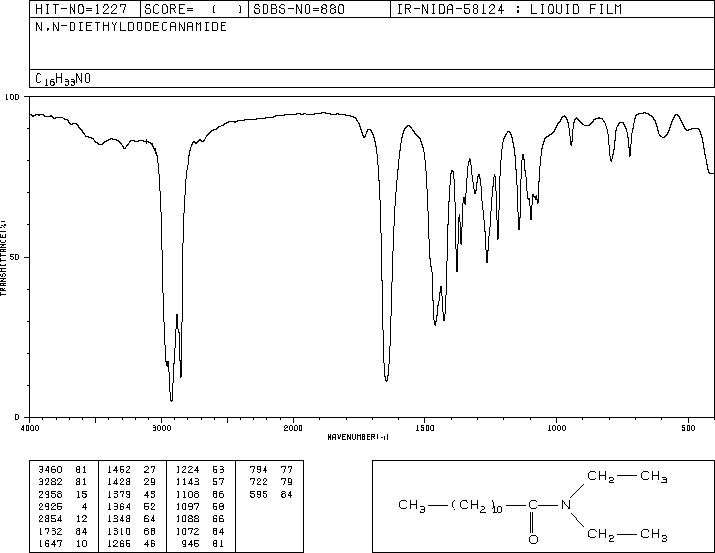 HIT-NO=1227 SCORE= ( ) SDBS-NO=880 IR-NIDA-58124 : LIQUID FILM
N,N-DIETHYLDODECANAMIDE
C16H33NO
100
50
0
TRANSMITTANCE(%)
4000 3000 2000 1500 1000 500
WAVENUMBER(-1)
3460 81 1462 27 1224 53 794 77
3282 81 1428 29 1143 57 722 79
2958 15 1379 43 1108 66 595 84
2925 4 1364 52 1097 60
2854 12 1348 64 1088 66
1732 84 1310 68 1072 64
1647 10 1265 46 945 81
CH2—CH3
CH3—(CH2)10—C—N
O CH2—CH3